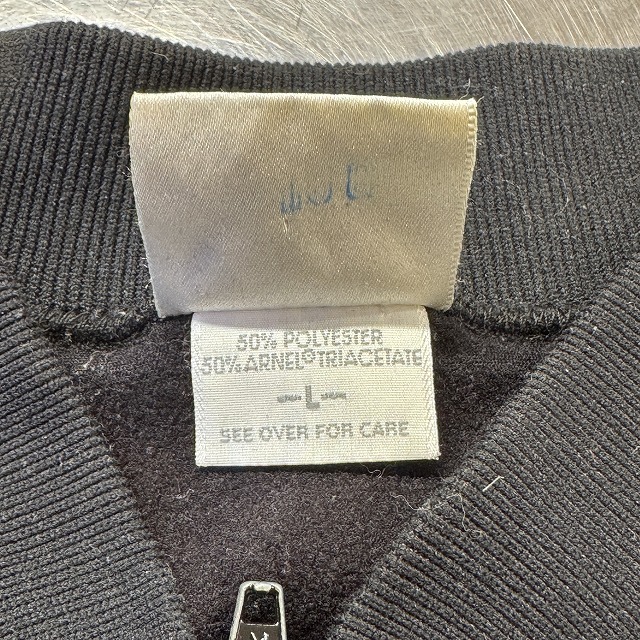 50% POLYESTER
50% ARNEL® TRIACETATE
-L-
SEE OVER FOR CARE